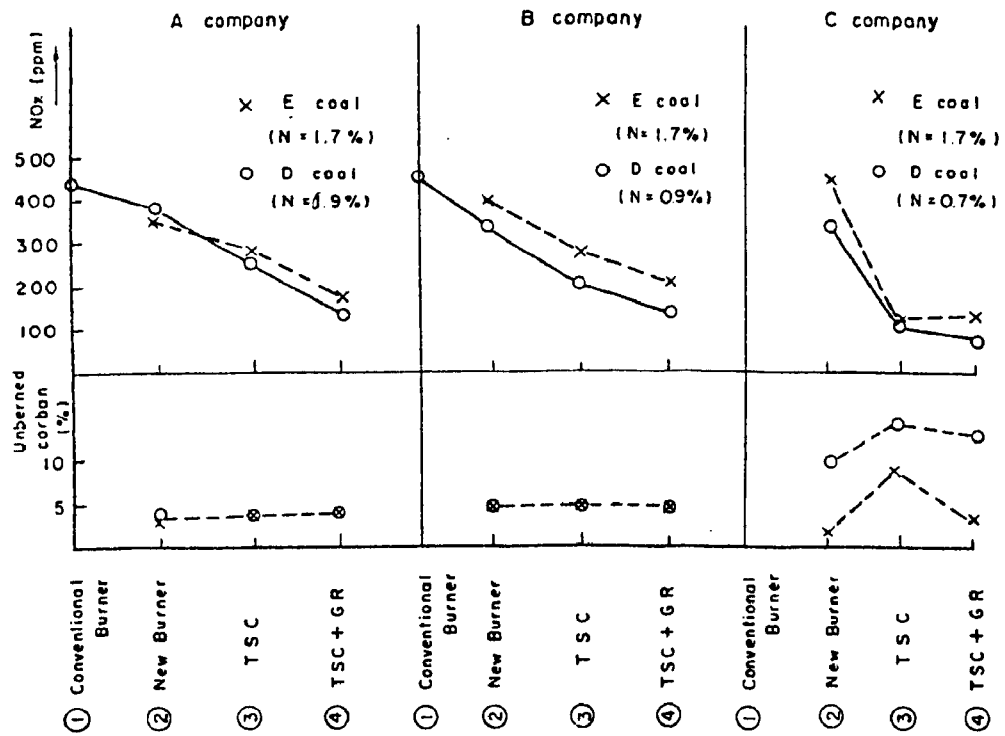 A company
B company
C company
NOx (ppm)
500
400
300
200
100
× E coal
(N = 1.7%)
○ D coal
× E coal
(N = 1.7%)
○ D coal
(N = 0.9%)
× E coal
(N = 1.7%)
○ D coal
(N = 0.7%)
Unberned
corban
(%)
10
5
① Conventional
Burner
② New Burner
③ TSC
④ TSC + GR
① Conventional
Burner
② New Burner
③ TSC
④ TSC + GR
① Conventional
Burner
② New Burner
③ TSC
④ TSC + GR